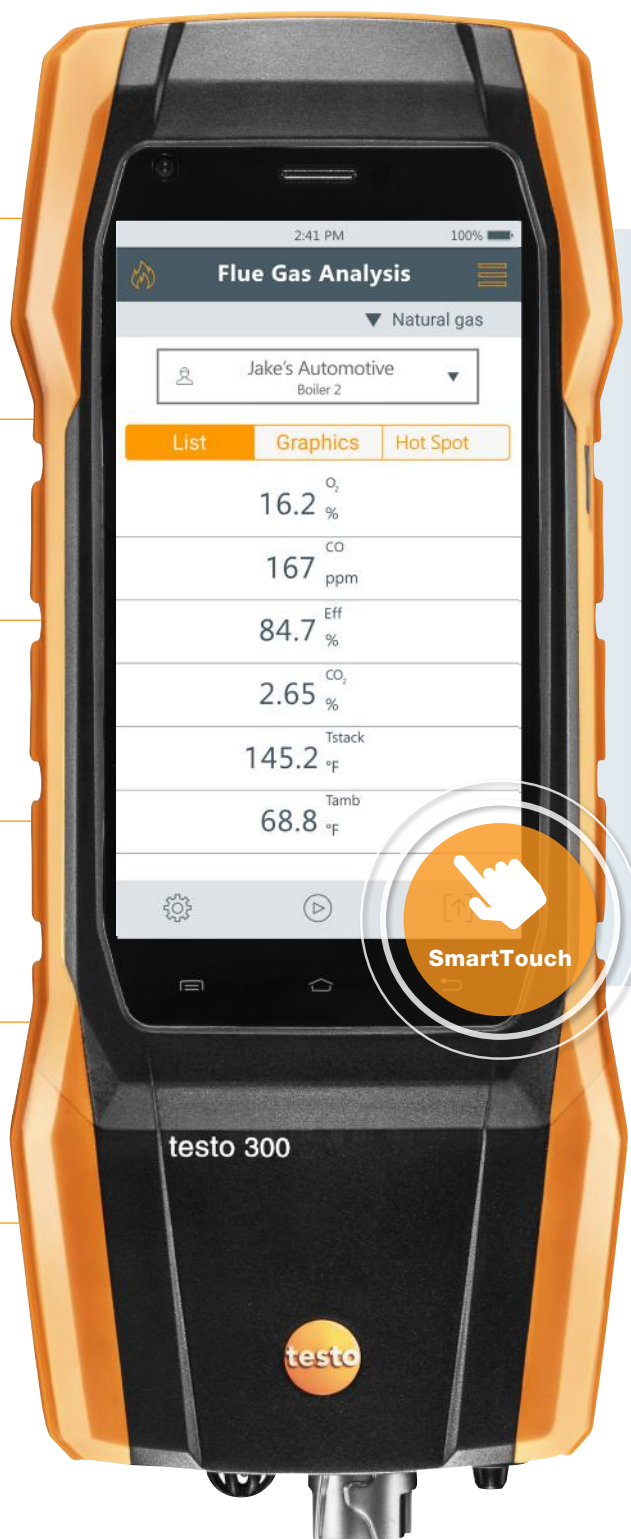 2:41 PM 100%
Flue Gas Analysis
▼ Natural gas
Jake's Automotive ▼
Boiler 2
List Graphics Hot Spot
16.2 O₂ %
167 CO ppm
84.7 Eff %
2.65 CO₂ %
145.2 Tstack °F
68.8 Tamb °F
SmartTouch
testo 300
testo